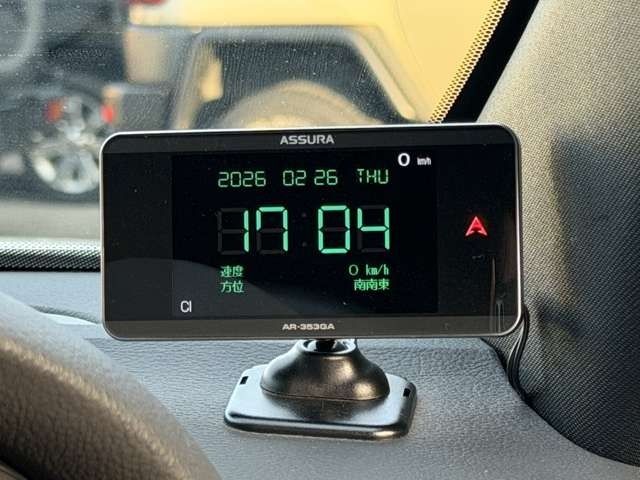 ASSURA
0 km/h
2026 02 26 THU
17 04
速度 0 km/h
方位 南南東
CI
AR-353GA